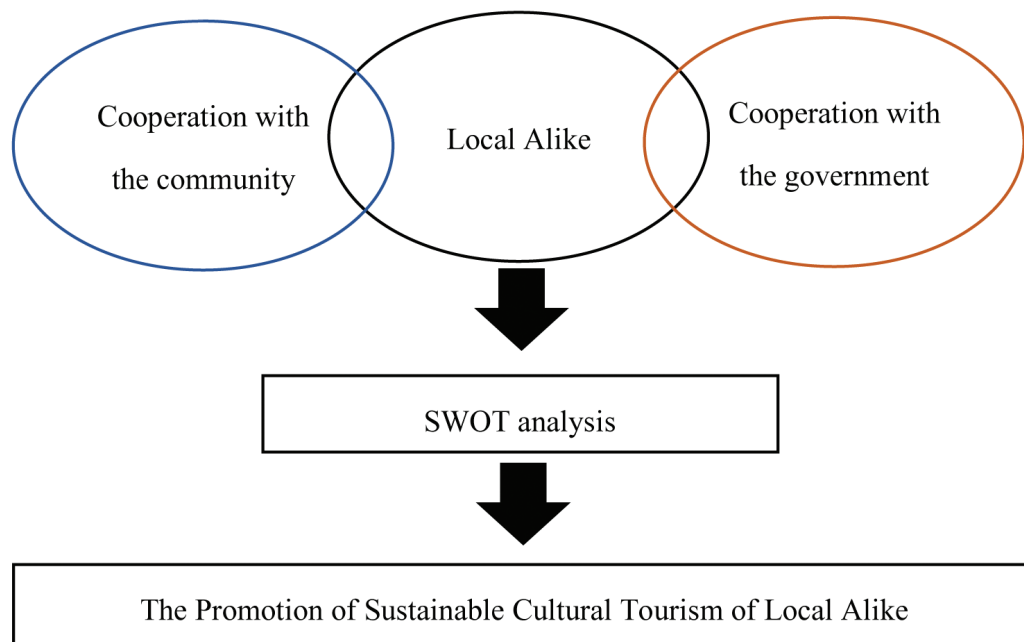 Cooperation with
the community
Local Alike
Cooperation with
the government
SWOT analysis
The Promotion of Sustainable Cultural Tourism of Local Alike